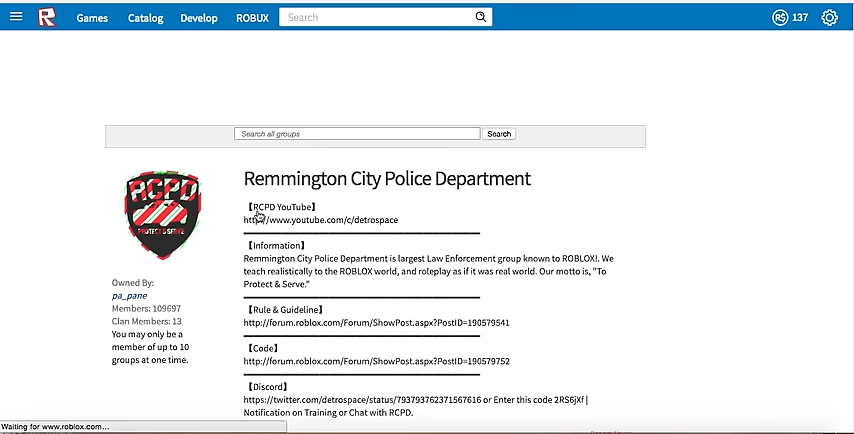 Games Catalog Develop ROBUX Search R$ 137
Search all groups Search
RCPD
PROTECT & SERVE
Remmington City Police Department
【RCPD YouTube】
http://www.youtube.com/c/detrospace
【Information】
Remmington City Police Department is largest Law Enforcement group known to ROBLOX!. We
teach realistically to the ROBLOX world, and roleplay as if it was real world. Our motto is, "To
Protect & Serve."
【Rule & Guideline】
http://forum.roblox.com/Forum/ShowPost.aspx?PostID=190579541
【Code】
http://forum.roblox.com/Forum/ShowPost.aspx?PostID=190579752
【Discord】
https://twitter.com/detrospace/status/793793762371567616 or Enter this code 2RS6jXf |
Notification on Training or Chat with RCPD.
Owned By:
pa_pane
Members: 109697
Clan Members: 13
You may only be a
member of up to 10
groups at one time.
Waiting for www.roblox.com...